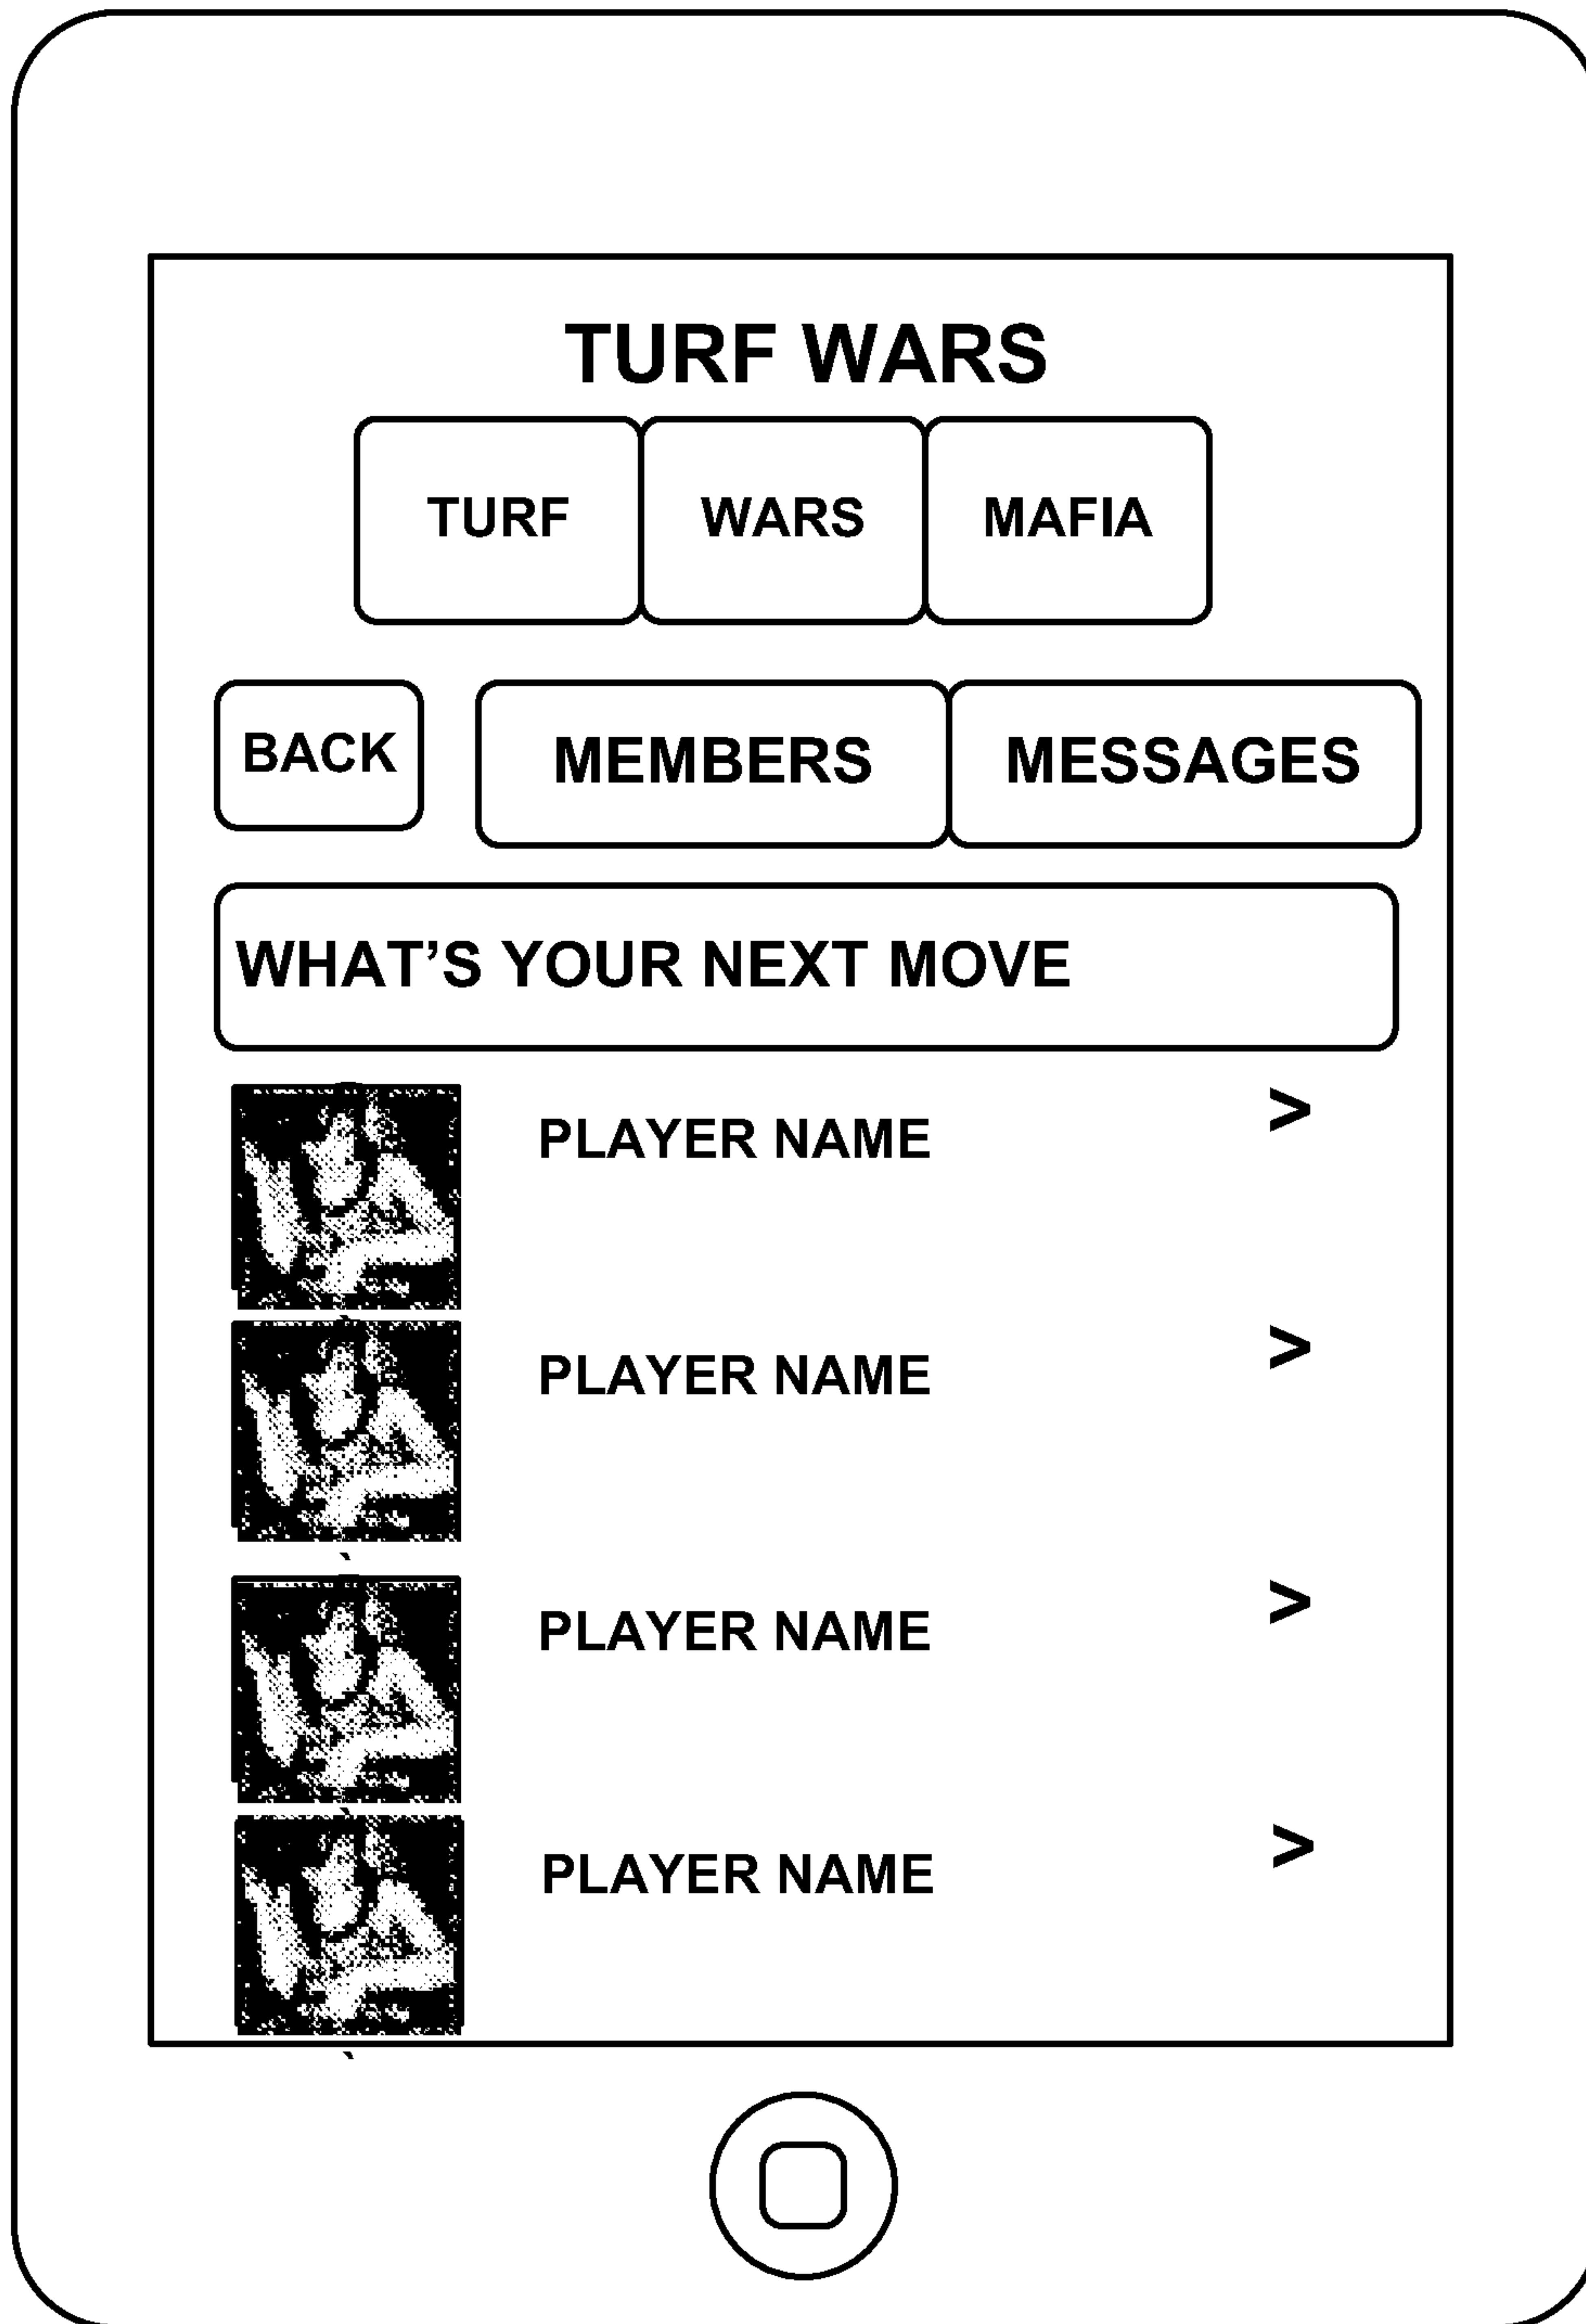 TURF WARS
TURF WARS MAFIA
BACK MEMBERS MESSAGES
WHAT’S YOUR NEXT MOVE
PLAYER NAME >
PLAYER NAME >
PLAYER NAME >
PLAYER NAME >